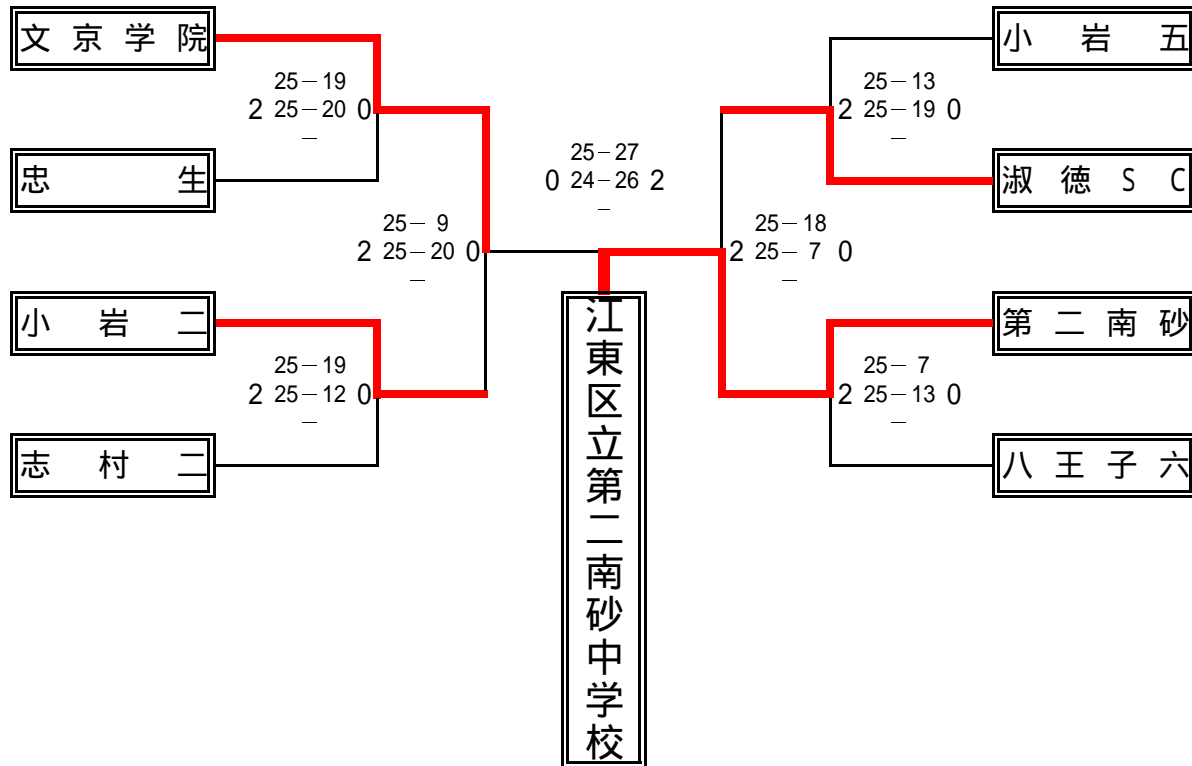 文京学院
小岩五
25－19
2 25－20 0
－
25－13
2 25－19 0
－
忠生
25－27
0 24－26 2
－
淑徳SC
25－9
2 25－20 0
－
25－18
2 25－7 0
－
小岩二
第二南砂
25－19
2 25－12 0
－
25－7
2 25－13 0
－
志村二
八王子六
江東区立第二南砂中学校